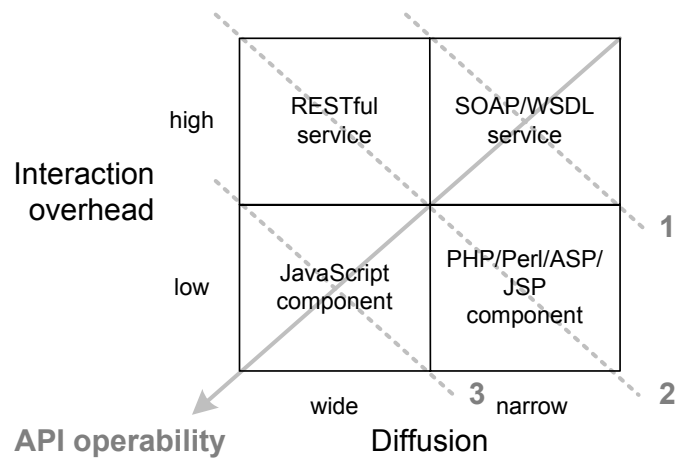 RESTful
service
SOAP/WSDL
service
high
Interaction
overhead
1
JavaScript
component
PHP/Perl/ASP/
JSP
component
low
3
2
wide
narrow
API operability
Diffusion